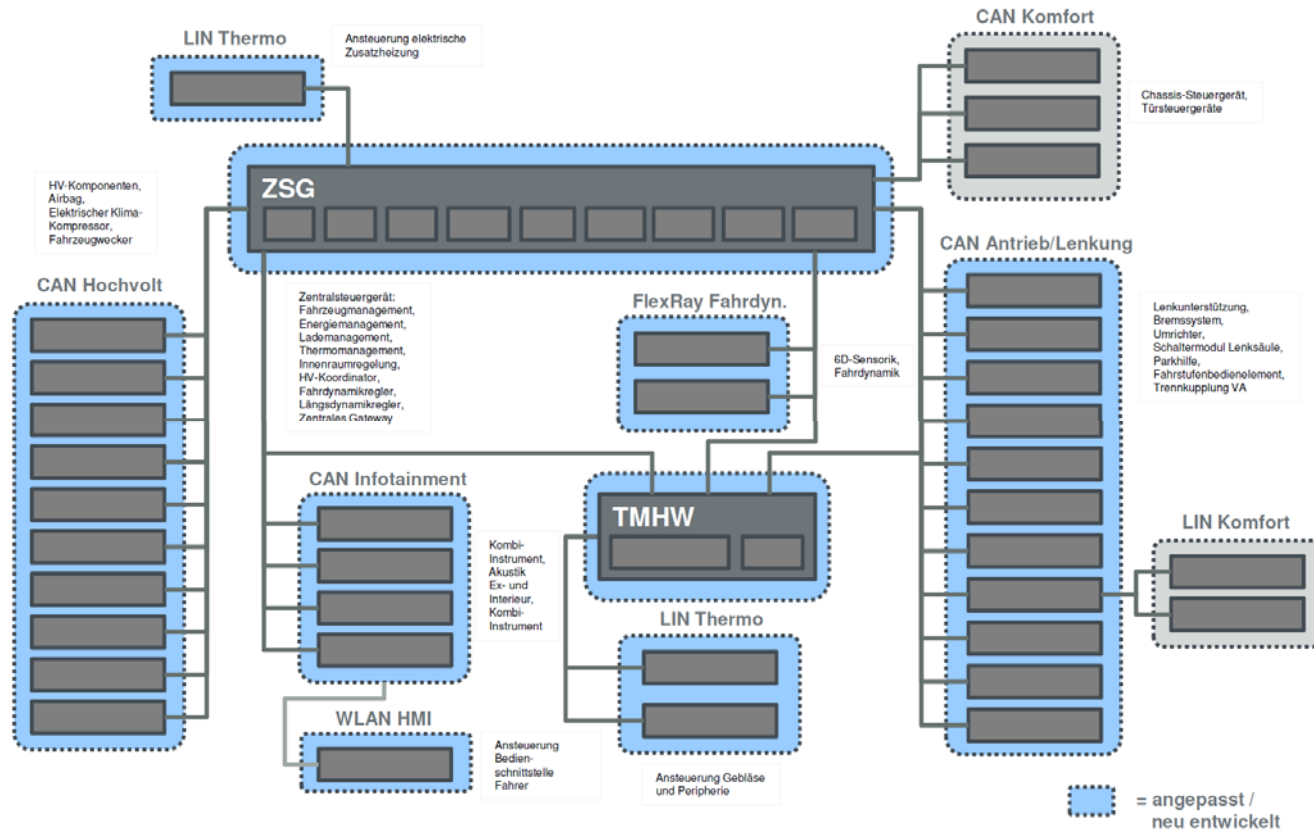 LIN Thermo
Ansteuerung elektrische
Zusatzheizung
CAN Komfort
Chassis-Steuergerät,
Türsteuergeräte
ZSG
HV-Komponenten,
Airbag,
Elektrischer Klima-
Kompressor,
Fahrzeugwecker
CAN Hochvolt
Zentralsteuergerät:
Fahrzeugmanagement,
Energiemanagement,
Lademanagement,
Thermomanagement,
Innenraumregelung,
HV-Koordinator,
Fahrdynamikregler,
Längsdynamikregler,
Zentrales Gateway
FlexRay Fahrdyn.
6D-Sensorik,
Fahrdynamik
CAN Antrieb/Lenkung
Lenkunterstützung,
Bremssystem,
Umrichter,
Schaltermodul Lenksäule,
Parkhilfe,
Fahrstufenbedienelement,
Trennkupplung VA
CAN Infotainment
Kombi-
Instrument,
Akustik
Ex- und
Interieur,
Kombi-
Instrument
TMHW
LIN Komfort
LIN Thermo
Ansteuerung Gebläse
und Peripherie
WLAN HMI
Ansteuerung
Bedien-
schnittstelle
Fahrer
= angepasst /
neu entwickelt